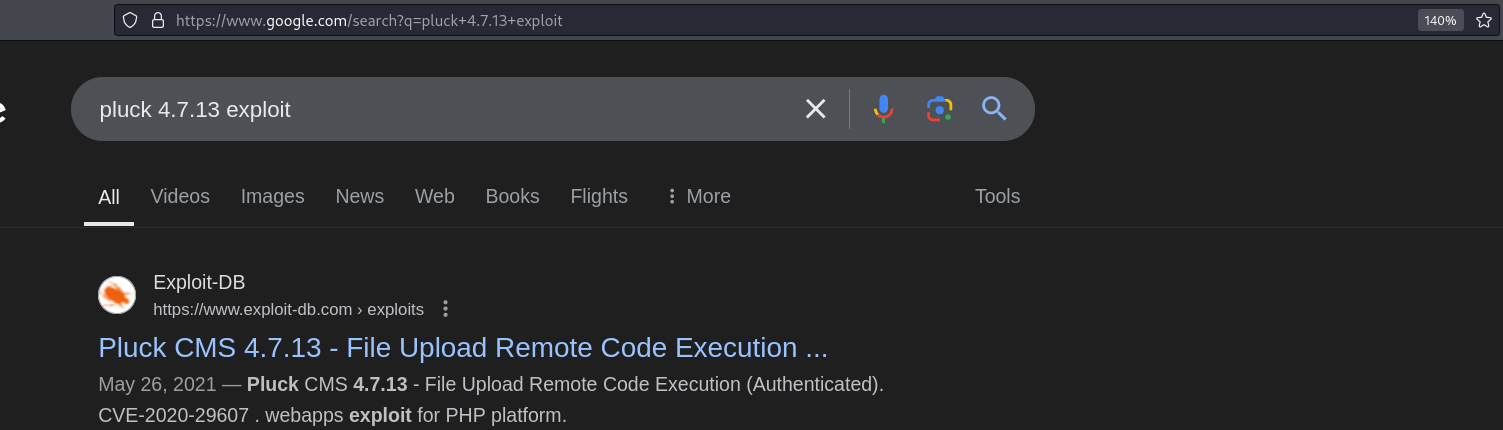 https://www.google.com/search?q=pluck+4.7.13+exploit 140%
pluck 4.7.13 exploit
All Videos Images News Web Books Flights More Tools
Exploit-DB
https://www.exploit-db.com › exploits
Pluck CMS 4.7.13 - File Upload Remote Code Execution ...
May 26, 2021 — Pluck CMS 4.7.13 - File Upload Remote Code Execution (Authenticated).
CVE-2020-29607 . webapps exploit for PHP platform.